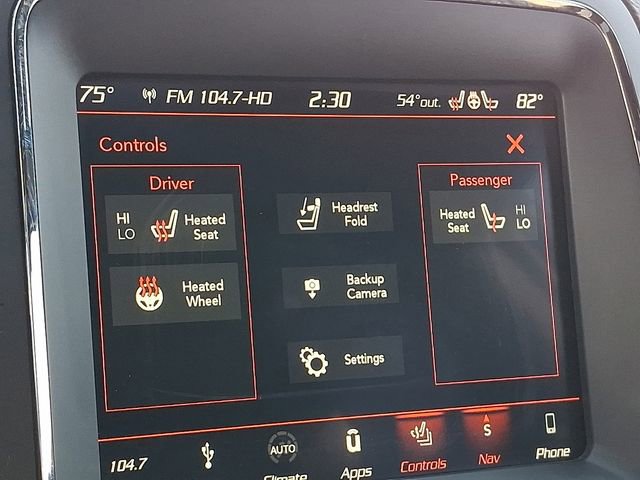 75° FM 104.7-HD 2:30 54°out. 82°
Controls
Driver
Passenger
HI
LO
Heated
Seat
Headrest
Fold
Heated
Seat
HI
LO
Heated
Wheel
Backup
Camera
Settings
104.7
AUTO
Climate
Apps
Controls
S
Nav
Phone